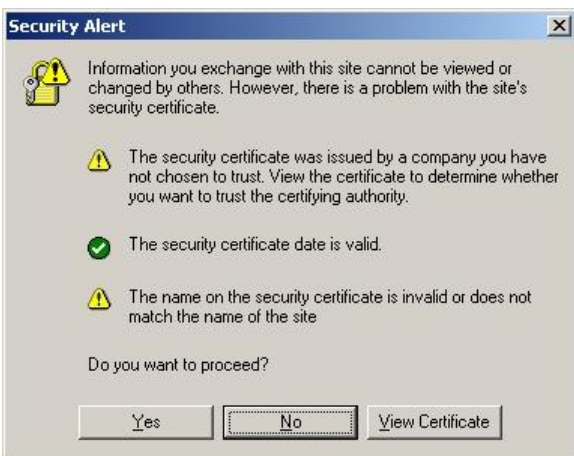 Security Alert
Information you exchange with this site cannot be viewed or
changed by others. However, there is a problem with the site's
security certificate.
The security certificate was issued by a company you have
not chosen to trust. View the certificate to determine whether
you want to trust the certifying authority.
The security certificate date is valid.
The name on the security certificate is invalid or does not
match the name of the site
Do you want to proceed?
Yes No View Certificate